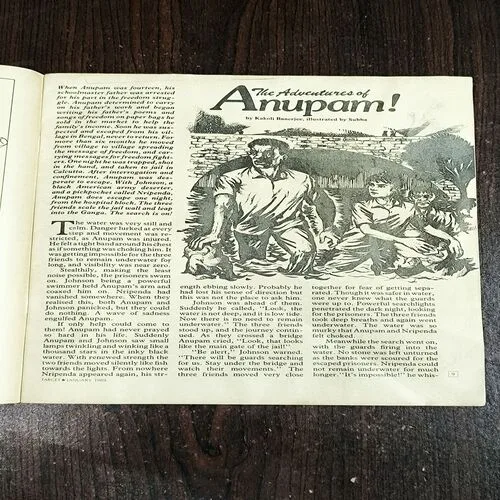 When Anupam was fourteen, his
schoolmaster father was arrested
for his part in the freedom strug-
gle. Anupam determined to carry
on his father's work and began
writing his father's poems and
songs of freedom on paper bags he
sold in the market to help the
family's income. Soon he was sus-
pected and escaped from his vil-
lage in Bengal, never to return. For
more than six months he moved
from village to village spreading
the message of freedom, and car-
rying messages for freedom fight-
ers. One night he was trapped, shot
in the hand, and taken to jail in
Calcutta. After interrogation and
confinement, Anupam was des-
perate to escape. With Johnson, a
black American army deserter,
and a pickpocket called Nripenda,
Anupam does escape one night,
from the hospital block. The three
friends scale the jail wall and leap
into the Ganga. The search is on!
The water was very still and
calm. Danger lurked at every
step and movement was re-
stricted, as Anupam was injured.
He felt a tight band around his chest
as if something was choking him. It
was getting impossible for the three
friends to remain underwater for
long, and visibility was near zero.
Stealthily, making the least
noise possible, the prisoners swam
on. Johnson being a powerful
swimmer held Anupam's arm and
coaxed him on. Nripenda had
vanished somewhere. When they
realised this, both Anupam and
Johnson panicked, but they could
do nothing. A wave of sadness
engulfed Anupam.
If only help could come to
them! Anupam had never prayed
so hard in his life. Suddenly
Anupam and Johnson saw small
lamps twinkling and winking like a
thousand stars in the inky black
water. With renewed strength the
two friends moved silently
towards the lights. From nowhere
Nripenda appeared again, his str-
TARGET ★ JANUARY 1989
The Adventures of
Anupam!
by Kakoli Banerjee, illustrated by Subba
ength ebbing slowly. Probably he
had lost his sense of direction but
this was not the place to ask him.
Johnson was ahead of them.
Suddenly he called out, "Look, the
water is not deep, and it is low tide.
Now there is no need to remain
underwater." The three friends
stood up, and the journey contin-
ued. As they crossed a bridge
Anupam cried, "Look, that looks
like the main gate of the jail!"
"Be alert," Johnson warned.
"There will be guards searching
for us. Stay under the bridge and
watch their movements." The
three friends moved very close
together for fear of getting sepa-
rated. Though it was safer in water,
one never knew what the guards
were up to. Powerful searchlights
penetrated the dark night, looking
for the prisoners. The three friends
took deep breaths and again went
underwater. The water was so
murky that Anupam and Nripenda
felt choked.
Meanwhile the search went on,
with the guards firing into the
water. No stone was left unturned
as the banks were scoured for the
escaped prisoners. Nripenda could
not remain underwater for much
longer. "It's impossible!" he whis-